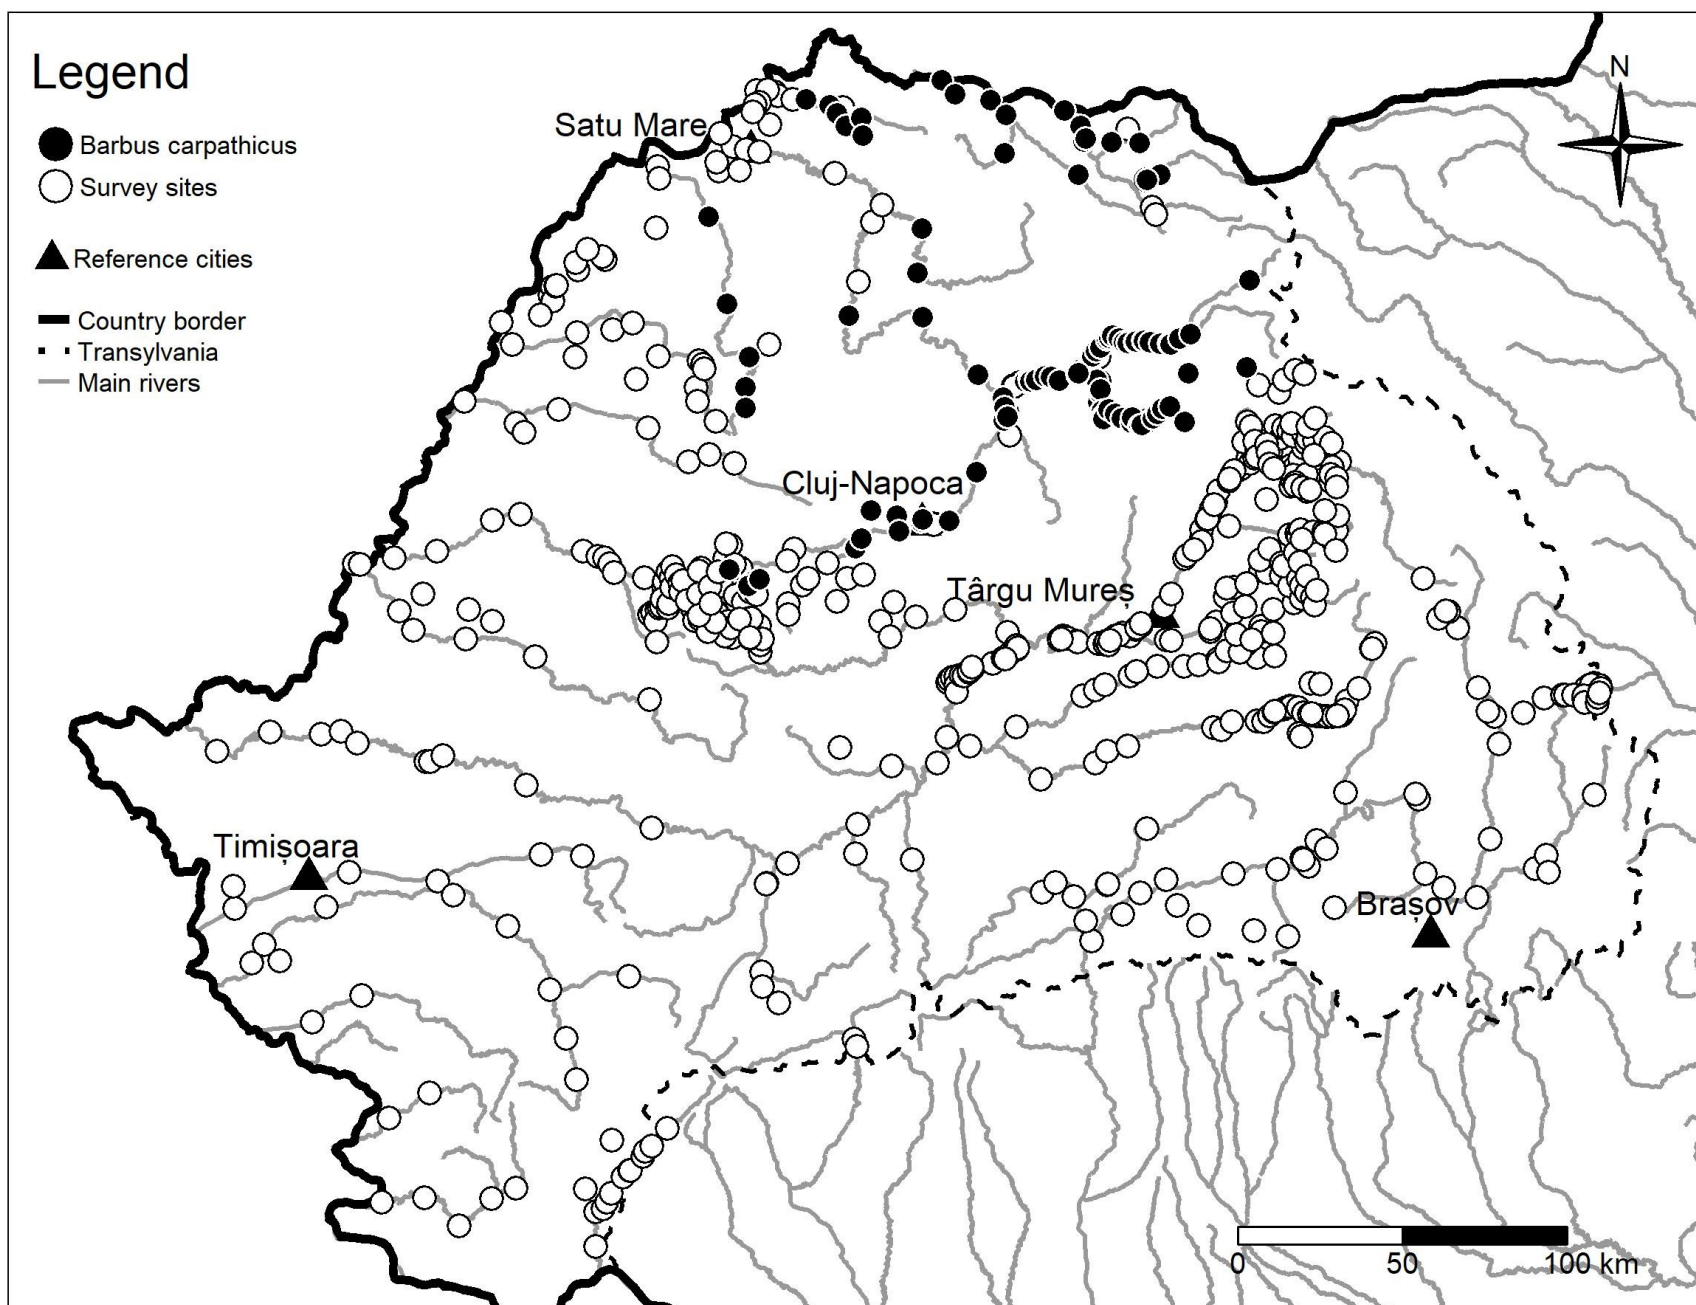 N
Legend
Satu Mare
Barbus carpathicus
Survey sites
Reference cities
Country border
Transylvania
Main rivers
Cluj-Napoca
Târgu Mureș
Timișoara
Brașov
0 50 100 km